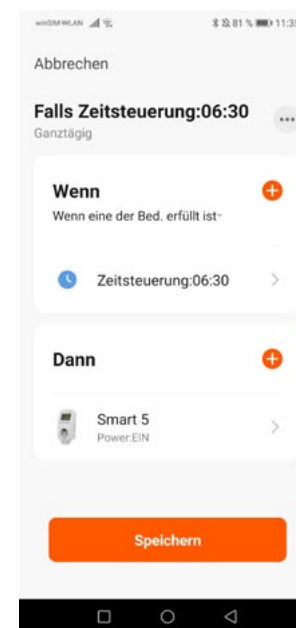 winSIM-WLAN 81 % 11:35
Abbrechen
Falls Zeitsteuerung:06:30
Ganztägig
Wenn
Wenn eine der Bed. erfüllt ist
Zeitsteuerung:06:30
Dann
Smart 5
Power:EIN
Speichern